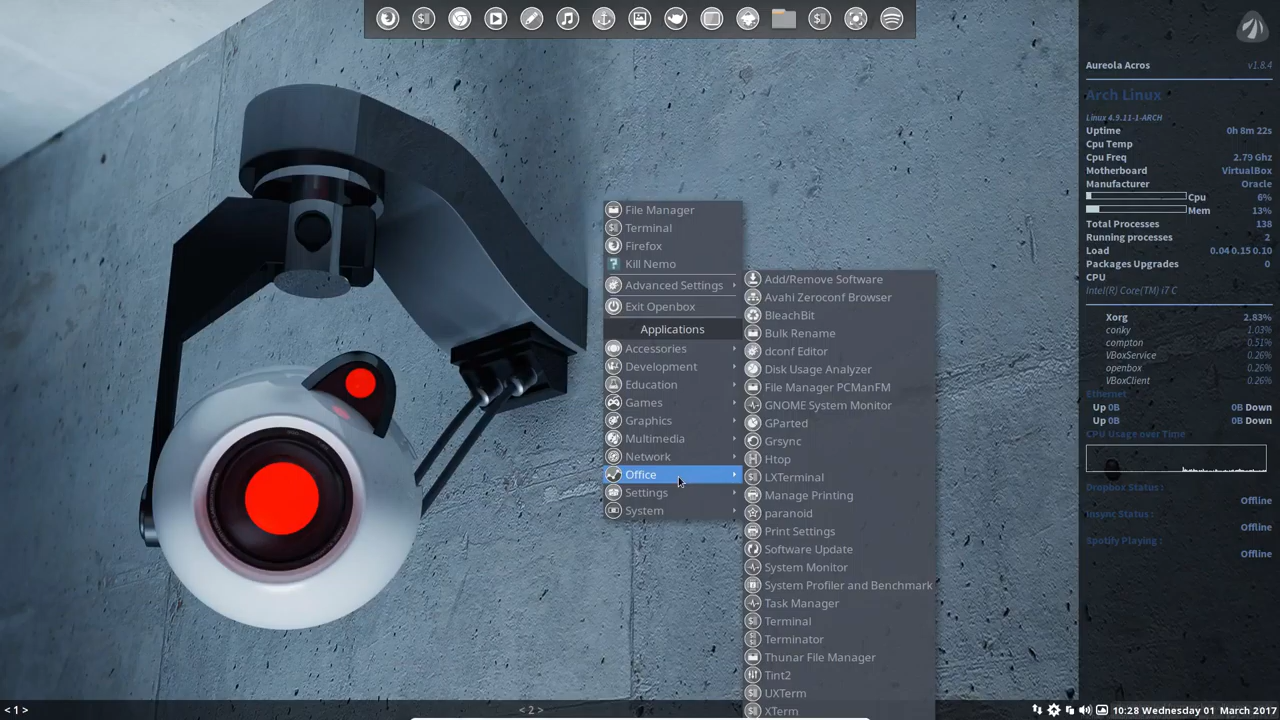 Aureola Acros v1.8.4
Arch Linux
Linux 4.9.11-1-ARCH
Uptime 0h 8m 22s
Cpu Temp
Cpu Freq 2.79 Ghz
Motherboard VirtualBox
Manufacturer Oracle
Cpu 6%
Mem 13%
Total Processes 138
Running processes 2
Load 0.04 0.15 0.10
Packages Upgrades 0
CPU
Intel(R) Core(TM) i7 C
Xorg 2.83%
conky 1.03%
compton 0.51%
VBoxService 0.26%
openbox 0.26%
VBoxClient 0.26%
Ethernet
Up 0B 0B Down
Up 0B 0B Down
CPU Usage over Time
Dropbox Status :
Offline
Insync Status :
Offline
Spotify Playing :
Offline
File Manager
Terminal
Firefox
Kill Nemo
Advanced Settings
Exit Openbox
Applications
Accessories
Development
Education
Games
Graphics
Multimedia
Network
Office
Settings
System
Add/Remove Software
Avahi Zeroconf Browser
BleachBit
Bulk Rename
dconf Editor
Disk Usage Analyzer
File Manager PCManFM
GNOME System Monitor
GParted
Grsync
Htop
LXTerminal
Manage Printing
paranoid
Print Settings
Software Update
System Monitor
System Profiler and Benchmark
Task Manager
Terminal
Terminator
Thunar File Manager
Tint2
UXTerm
XTerm
< 1 > < 2 > 10:28 Wednesday 01 March 2017